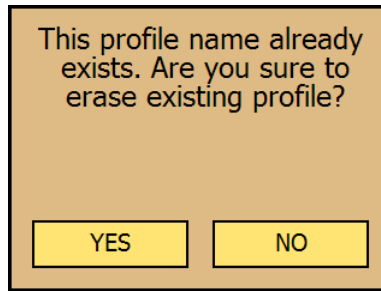 This profile name already
exists. Are you sure to
erase existing profile?
YES
NO